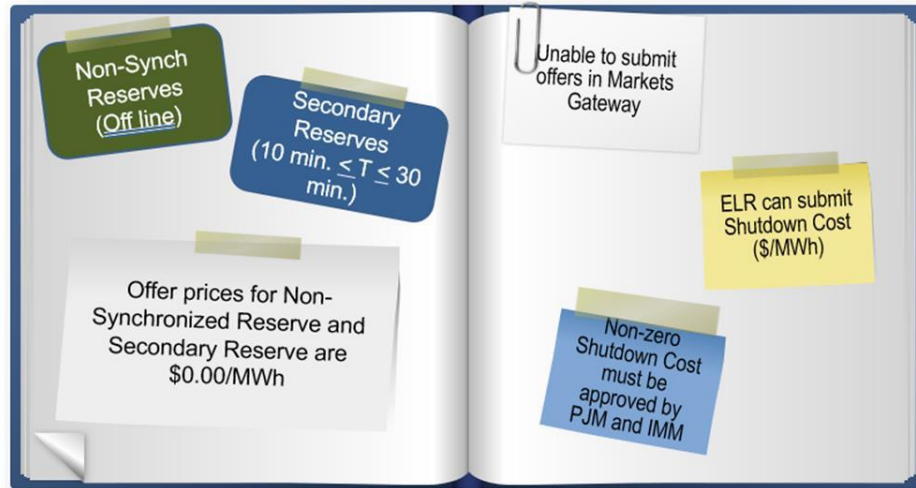 Non-Synch
Reserves
(Off line)
Secondary
Reserves
(10 min. ≤ T ≤ 30
min.)
Offer prices for Non-
Synchronized Reserve and
Secondary Reserve are
$0.00/MWh
Unable to submit
offers in Markets
Gateway
ELR can submit
Shutdown Cost
($/MWh)
Non-zero
Shutdown Cost
must be
approved by
PJM and IMM